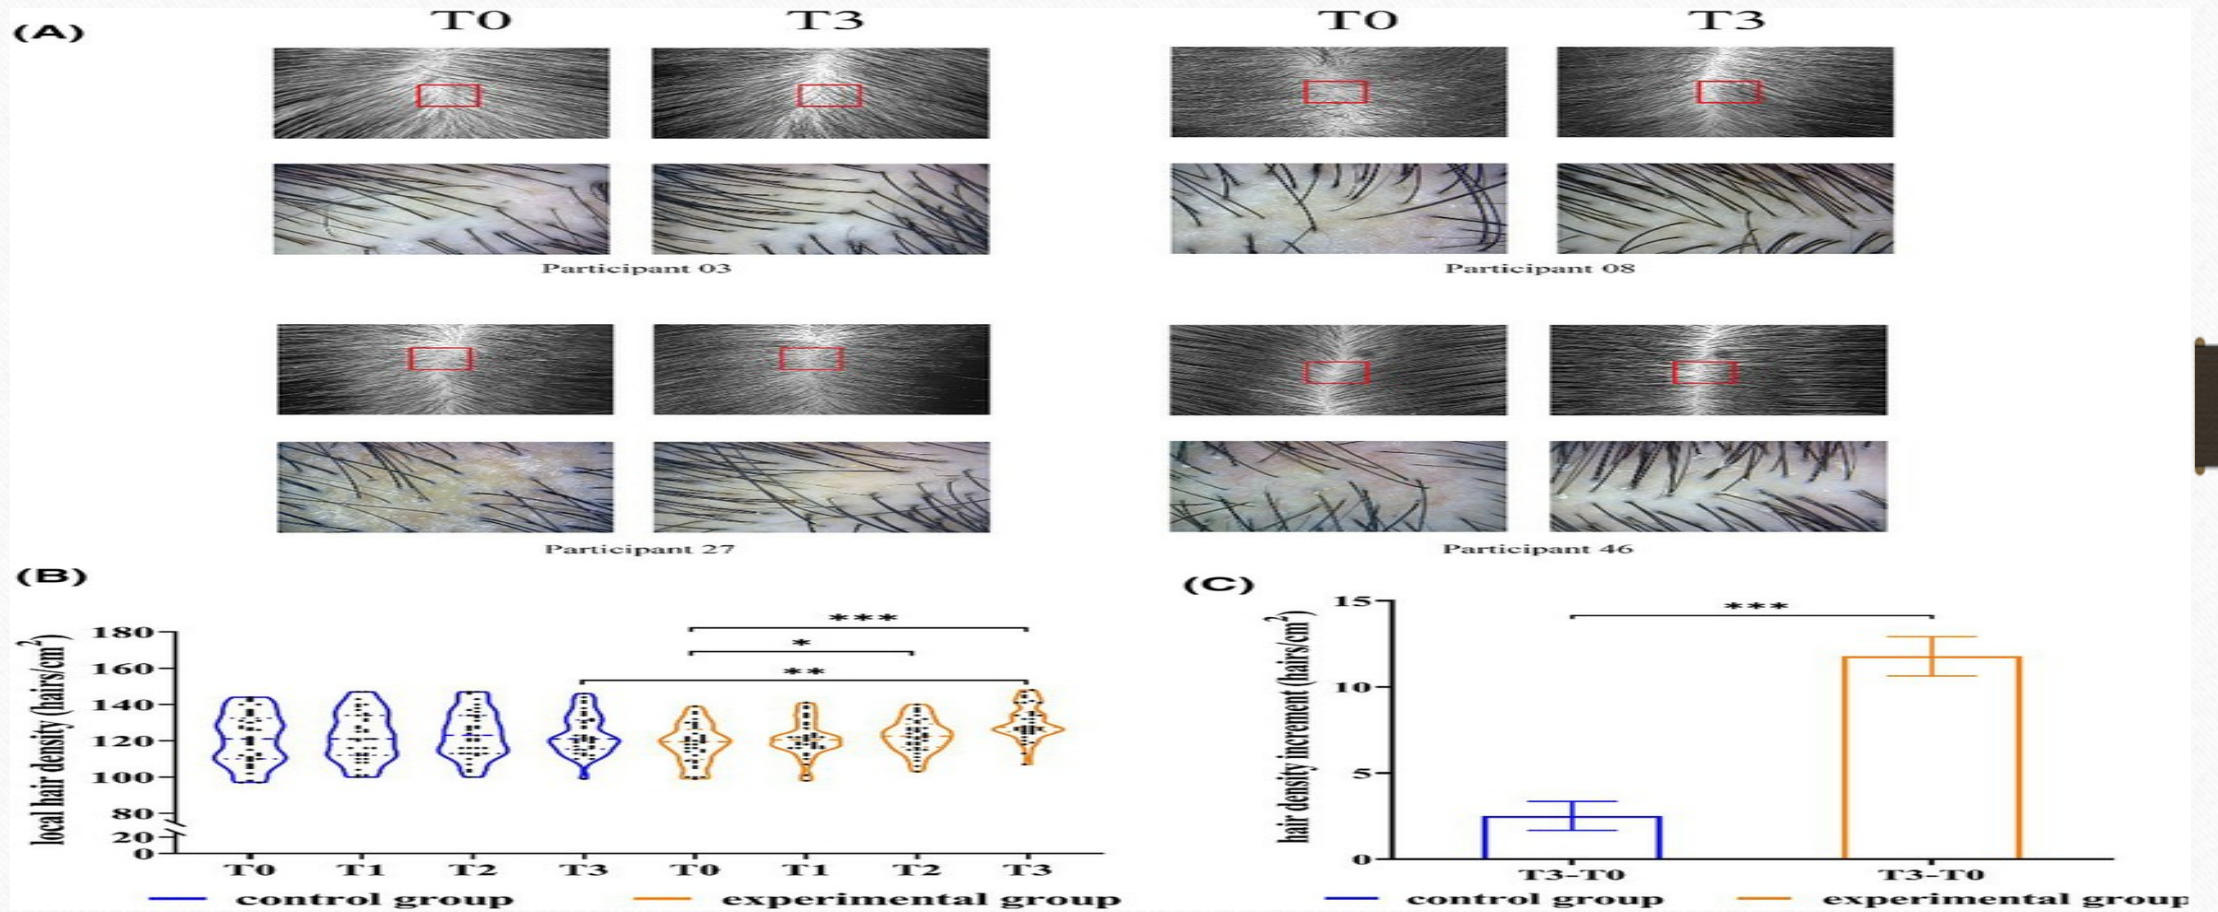 (A)
T0 T3 T0 T3
Participant 03 Participant 08
Participant 27 Participant 46
(B)
local hair density (hairs/cm²)
180
160
140
120
100
80
20
0
***
*
**
T0 T1 T2 T3 T0 T1 T2 T3
control group experimental group
(C)
hair density increment (hairs/cm²)
15
10
5
0
***
T3-T0 T3-T0
control group experimental group